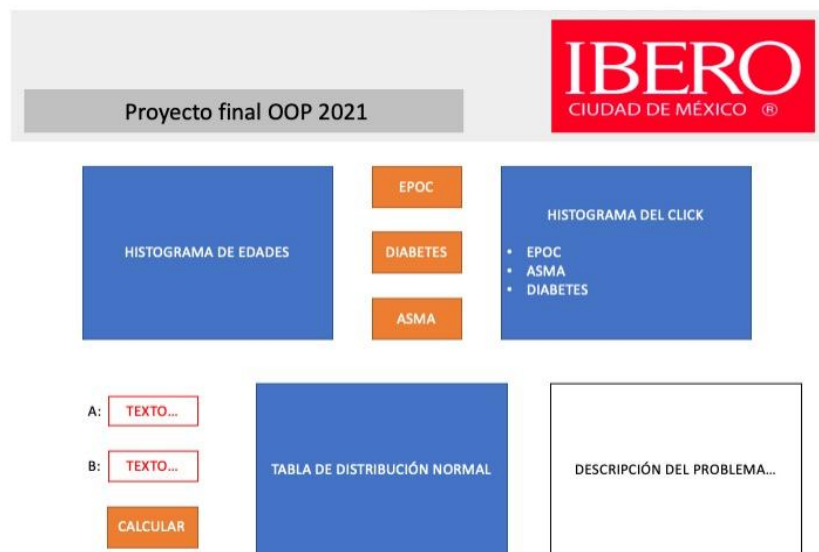 IBERO
CIUDAD DE MÉXICO ®
Proyecto final OOP 2021
HISTOGRAMA DE EDADES
EPOC
DIABETES
ASMA
HISTOGRAMA DEL CLICK
• EPOC
• ASMA
• DIABETES
A: TEXTO...
B: TEXTO...
CALCULAR
TABLA DE DISTRIBUCIÓN NORMAL
DESCRIPCIÓN DEL PROBLEMA...